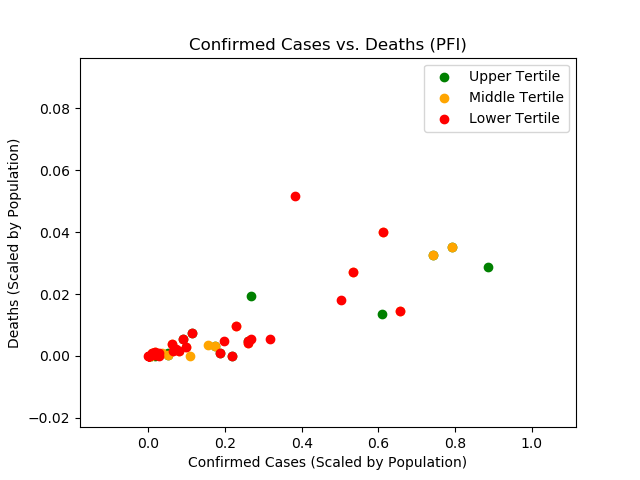 Confirmed Cases vs. Deaths (PFI)
Upper Tertile
Middle Tertile
Lower Tertile
0.08
0.06
0.04
0.02
0.00
−0.02
Deaths (Scaled by Population)
0.0 0.2 0.4 0.6 0.8 1.0
Confirmed Cases (Scaled by Population)